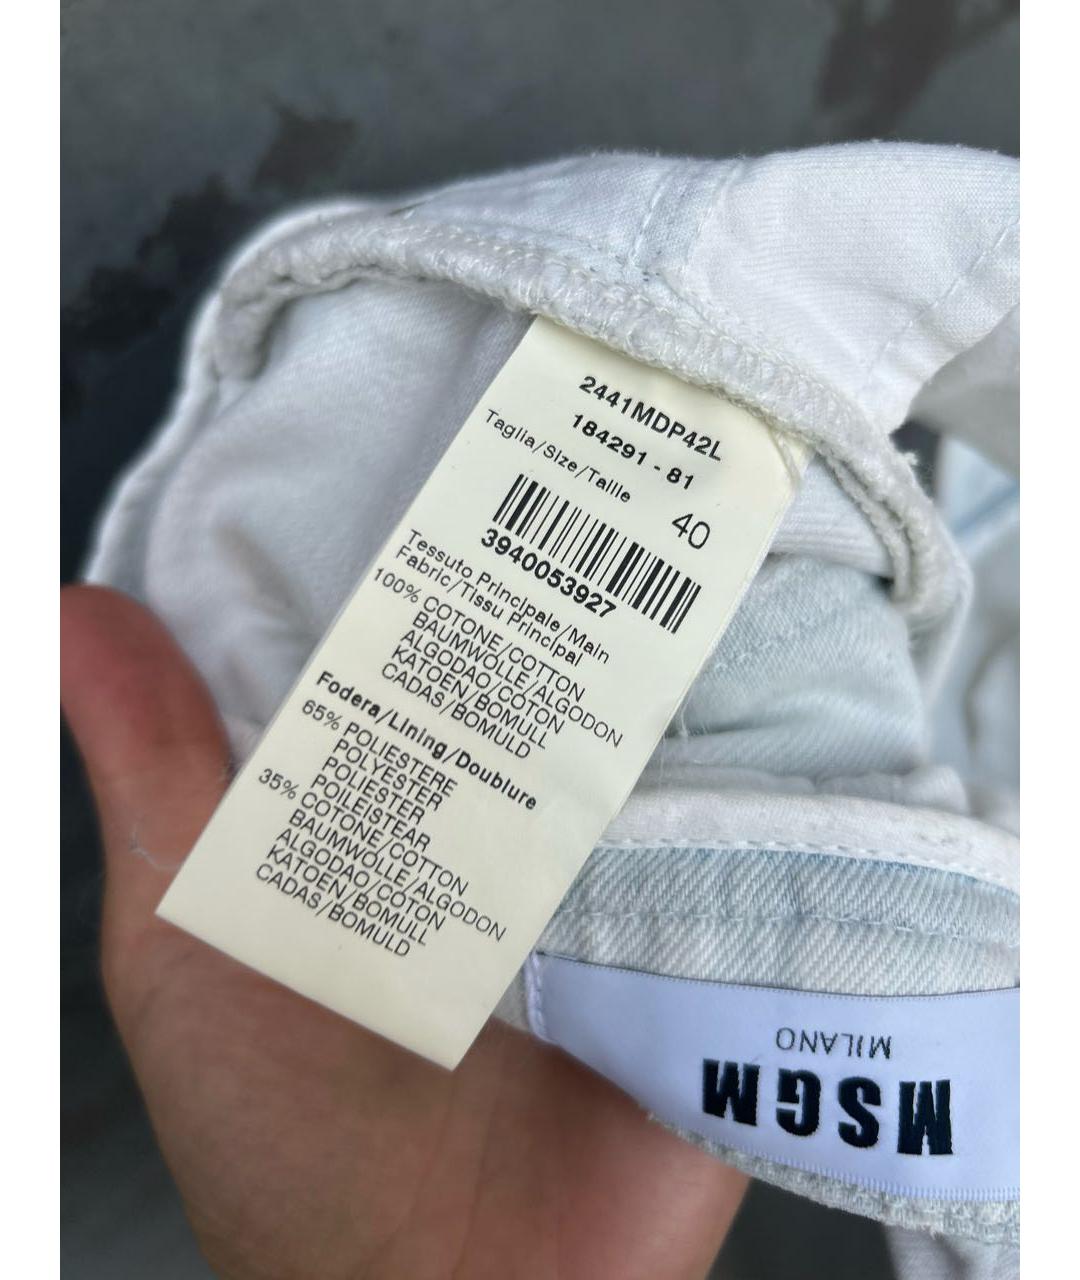 2441MDP42L
184291 - 81
Taglia/Size/Taille
40
3940053927
Tessuto Principale/Main
Fabric/Tissu Principal
100% COTONE/COTTON
BAUMWOLLE/ALGODON
ALGODAO/COTON
KATOEN/BOMULL
CADAS/BOMULD
Fodera/Lining/Doublure
65% POLIESTERE
POLYESTER
POLIESTER
POILEISTEAR
35% COTONE/COTTON
BAUMWOLLE/ALGODON
ALGODAO/COTON
KATOEN/BOMULL
CADAS/BOMULD
MSGM
MILANO